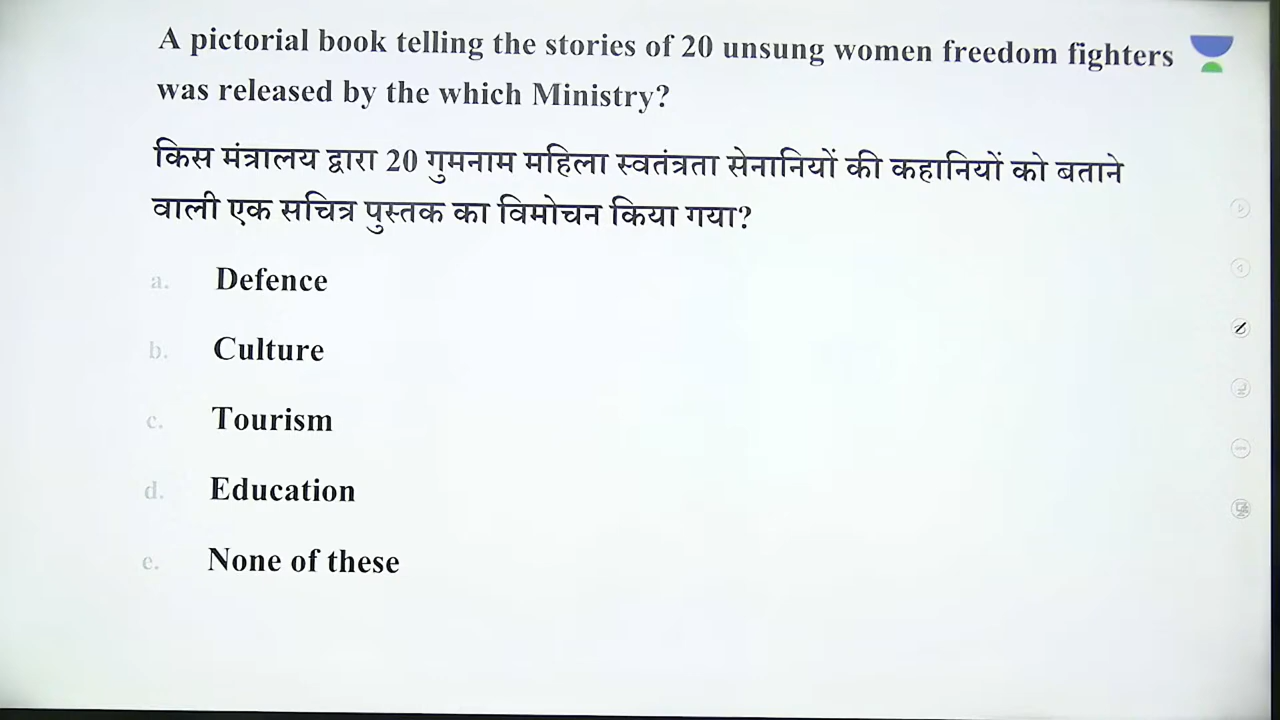 A pictorial book telling the stories of 20 unsung women freedom fighters
was released by the which Ministry?
किस मंत्रालय द्वारा 20 गुमनाम महिला स्वतंत्रता सेनानियों की कहानियों को बताने
वाली एक सचित्र पुस्तक का विमोचन किया गया?
a. Defence
b. Culture
c. Tourism
d. Education
e. None of these